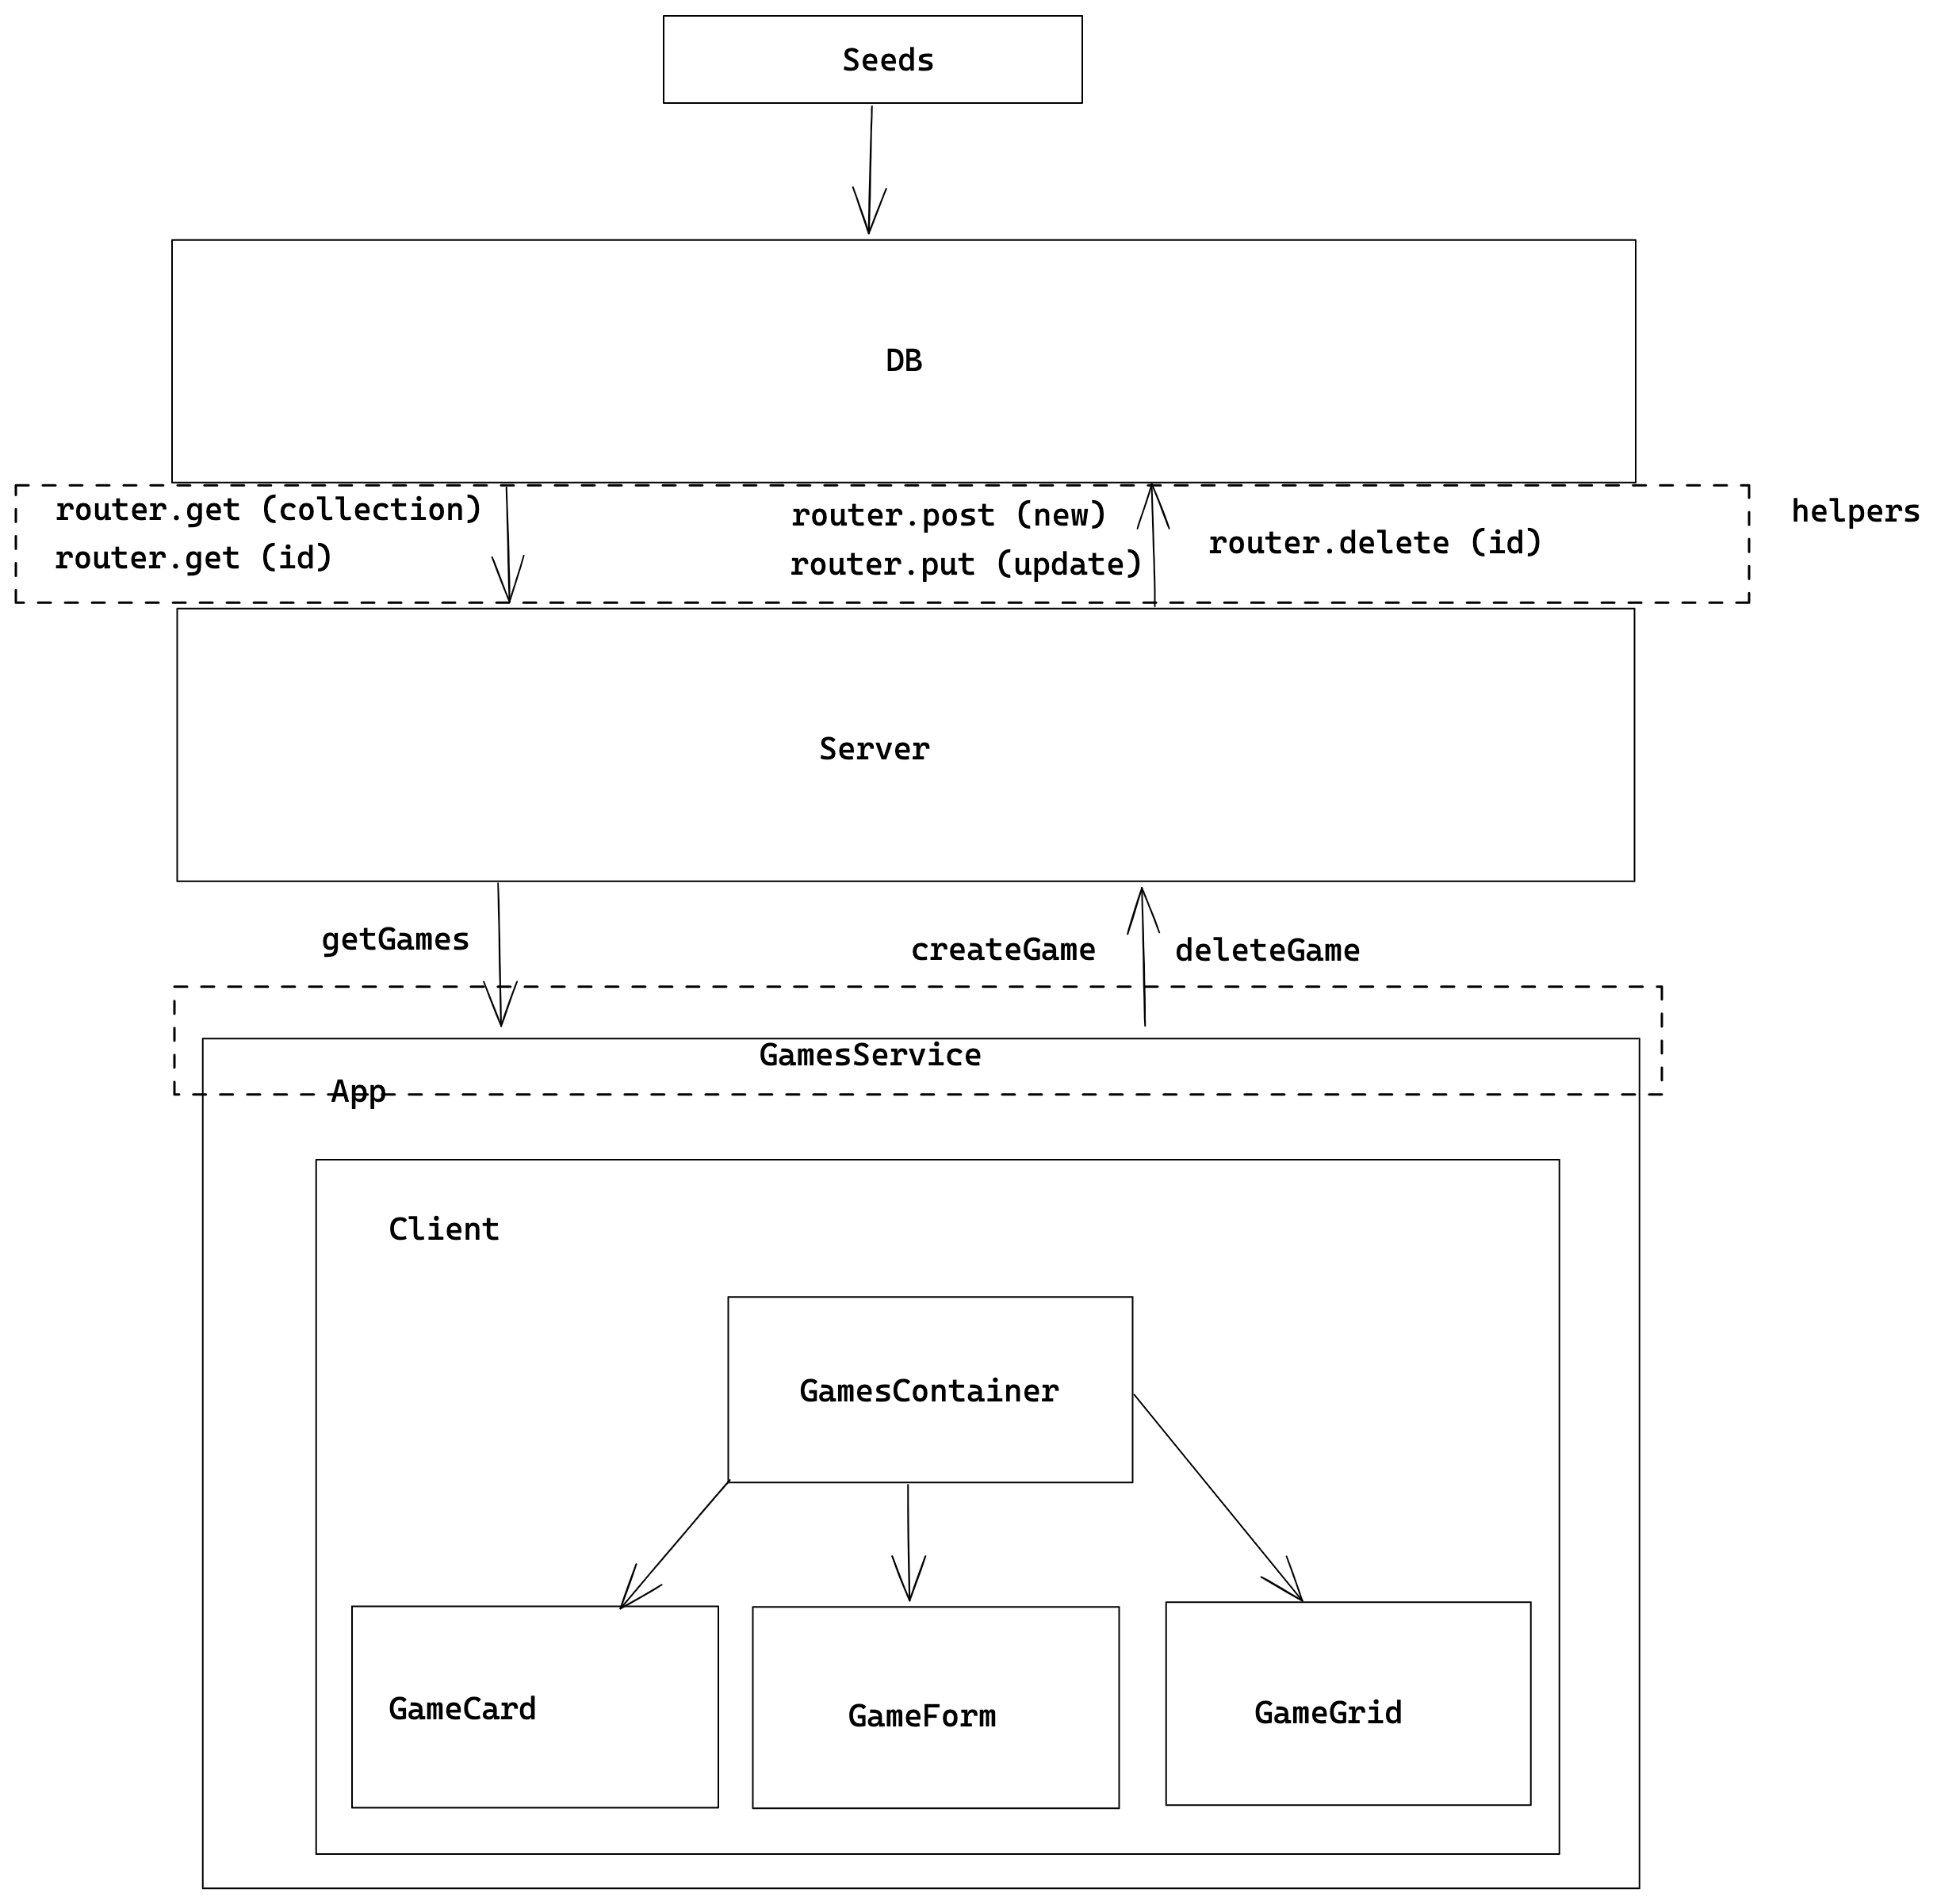 Seeds
DB
router.get (collection)
router.get (id)
router.post (new)
router.put (update)
router.delete (id)
helpers
Server
getGames
createGame
deleteGame
GamesService
App
Client
GamesContainer
GameCard
GameForm
GameGrid